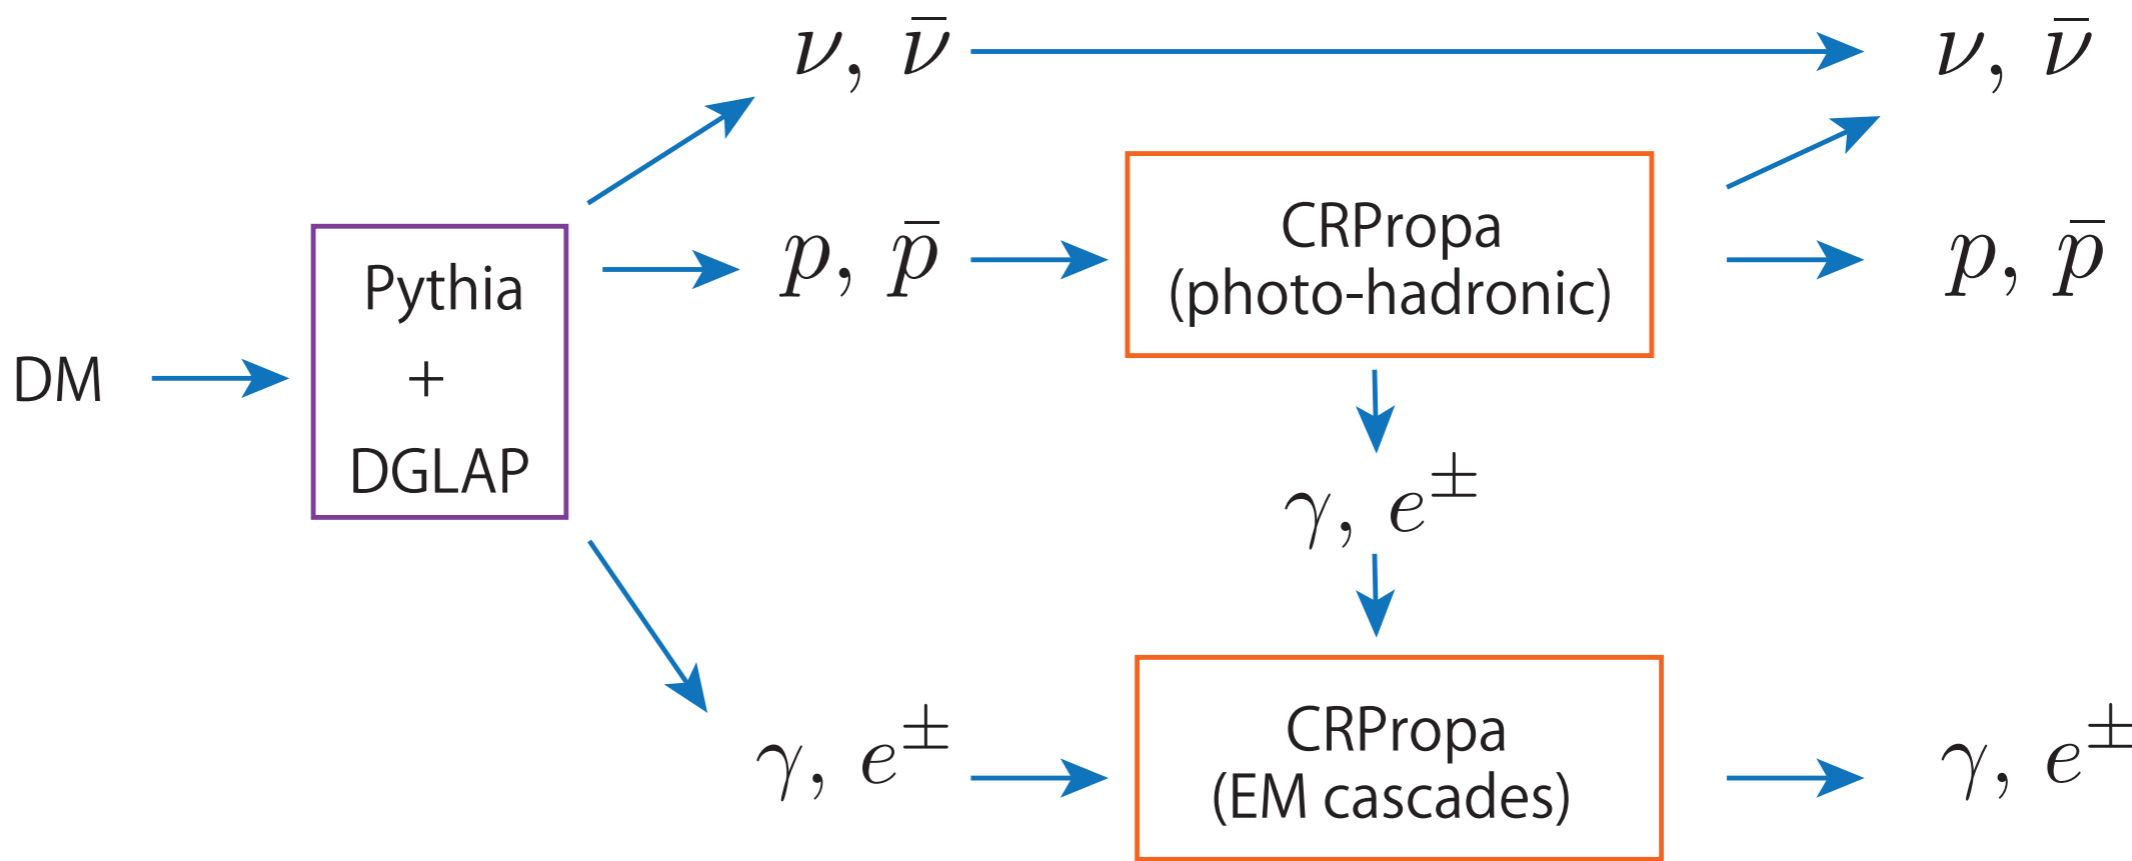 DM
Pythia
+
DGLAP
ν, ν̅
p, p̅
γ, e±
CRPropa
(photo-hadronic)
γ, e±
CRPropa
(EM cascades)
ν, ν̅
p, p̅
γ, e±